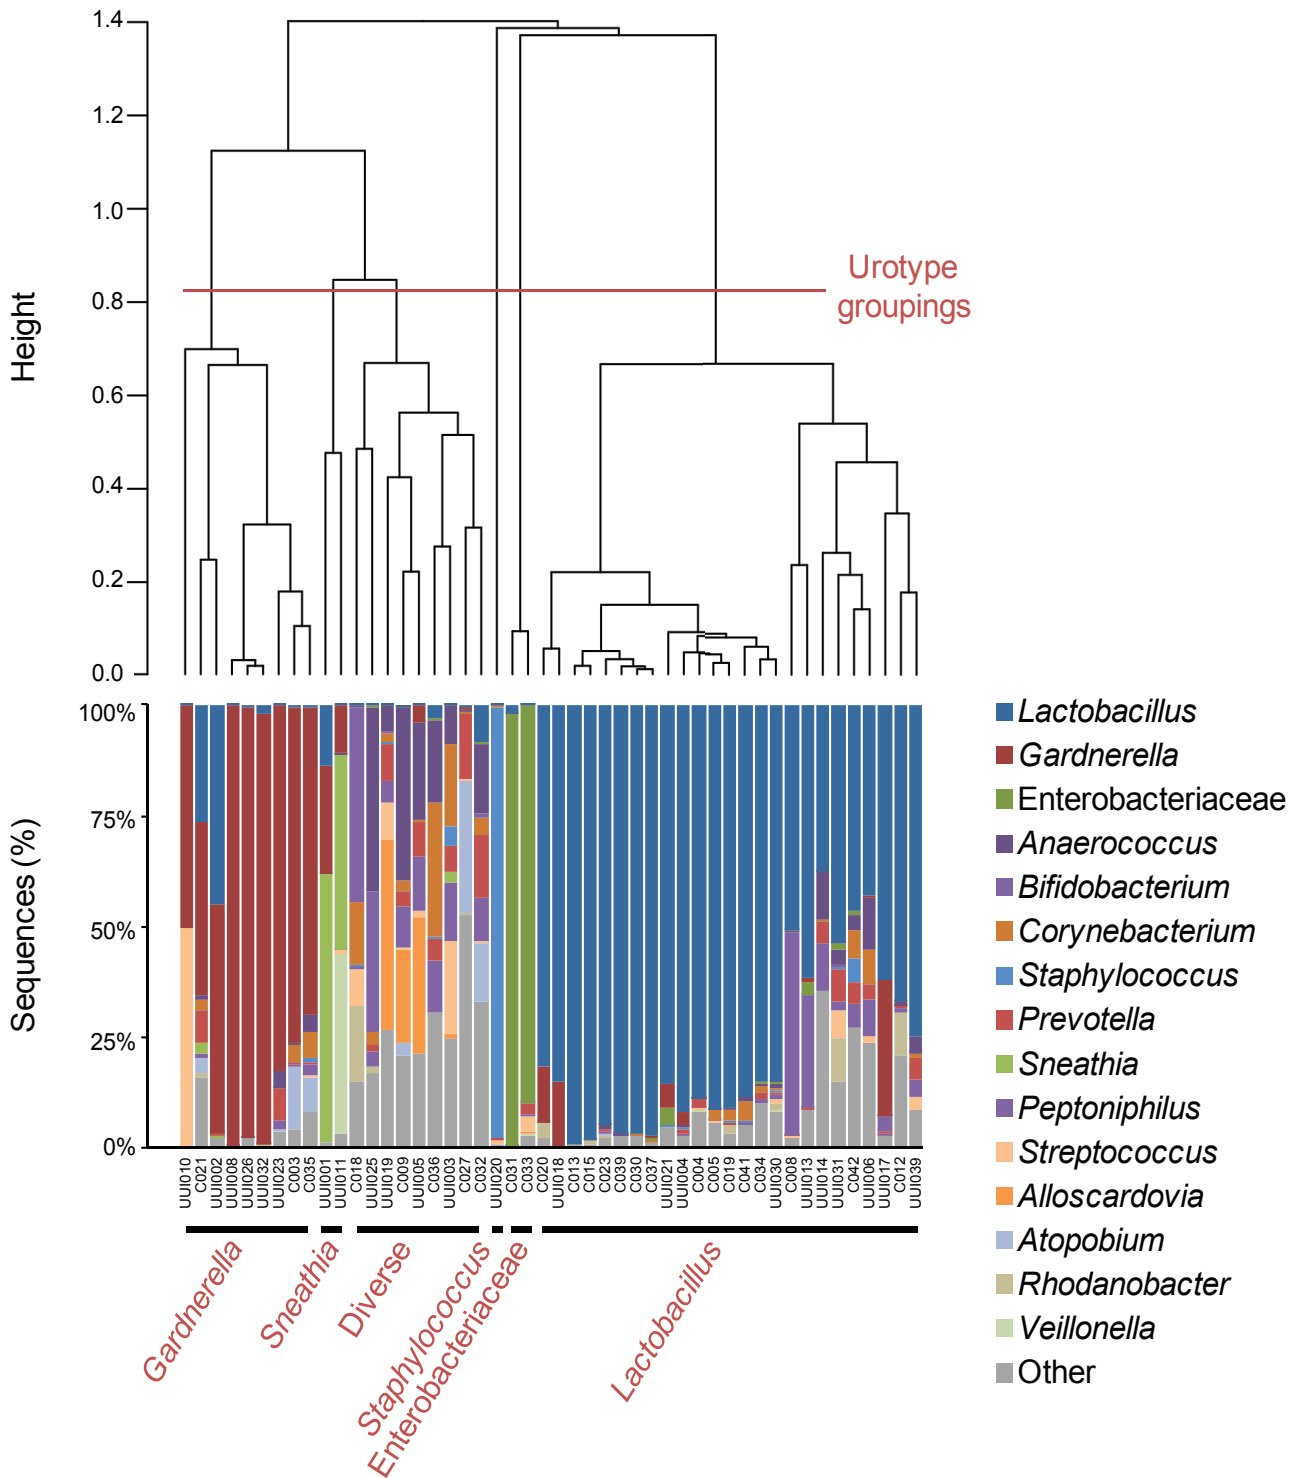 1.4
1.2
1.0
0.8
0.6
0.4
0.2
0.0
Height
Urotype
groupings
100%
75%
50%
25%
0%
Sequences (%)
Lactobacillus
Gardnerella
Enterobacteriaceae
Anaerococcus
Bifidobacterium
Corynebacterium
Staphylococcus
Prevotella
Sneathia
Peptoniphilus
Streptococcus
Alloscardovia
Atopobium
Rhodanobacter
Veillonella
Other
UUI010
C021
UUI002
UUI008
UUI026
UUI032
UUI023
C003
C035
UUI001
UUI011
C018
UUI025
UUI019
C009
UUI005
C036
UUI003
C027
C032
UUI020
C031
C033
C020
UUI018
C013
C015
C023
C039
C030
C037
UUI021
UUI004
C004
C005
C019
C041
C034
UUI030
C008
UUI013
UUI014
UUI031
C042
UUI006
UUI017
C012
UUI039
Gardnerella
Sneathia
Diverse
Staphylococcus
Enterobacteriaceae
Lactobacillus